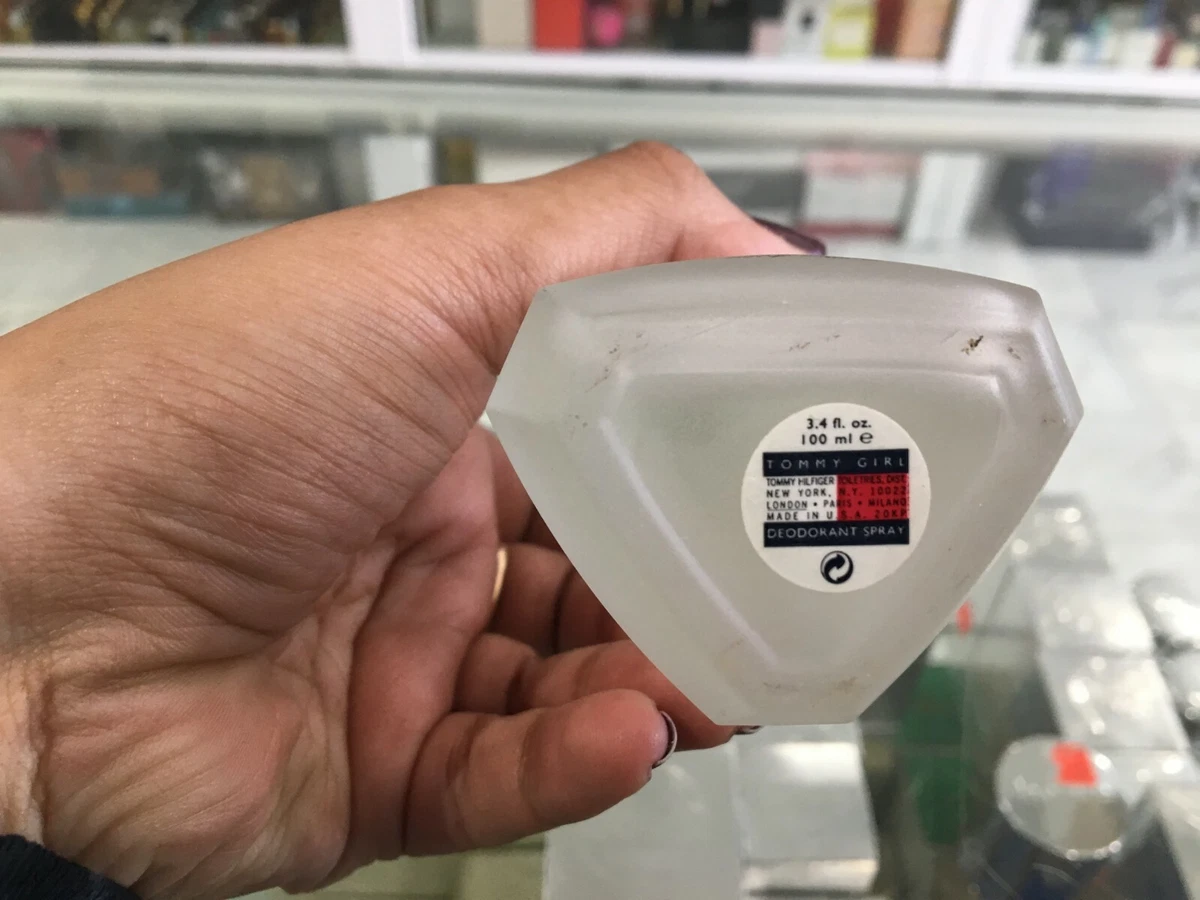 3.4 fl. oz.
100 ml ℮
TOMMY GIRL
TOMMY HILFIGER TOILETRIES, DIST.
NEW YORK, N.Y. 10022
LONDON • PARIS • MILANO
MADE IN U.S.A. 20KR
DEODORANT SPRAY